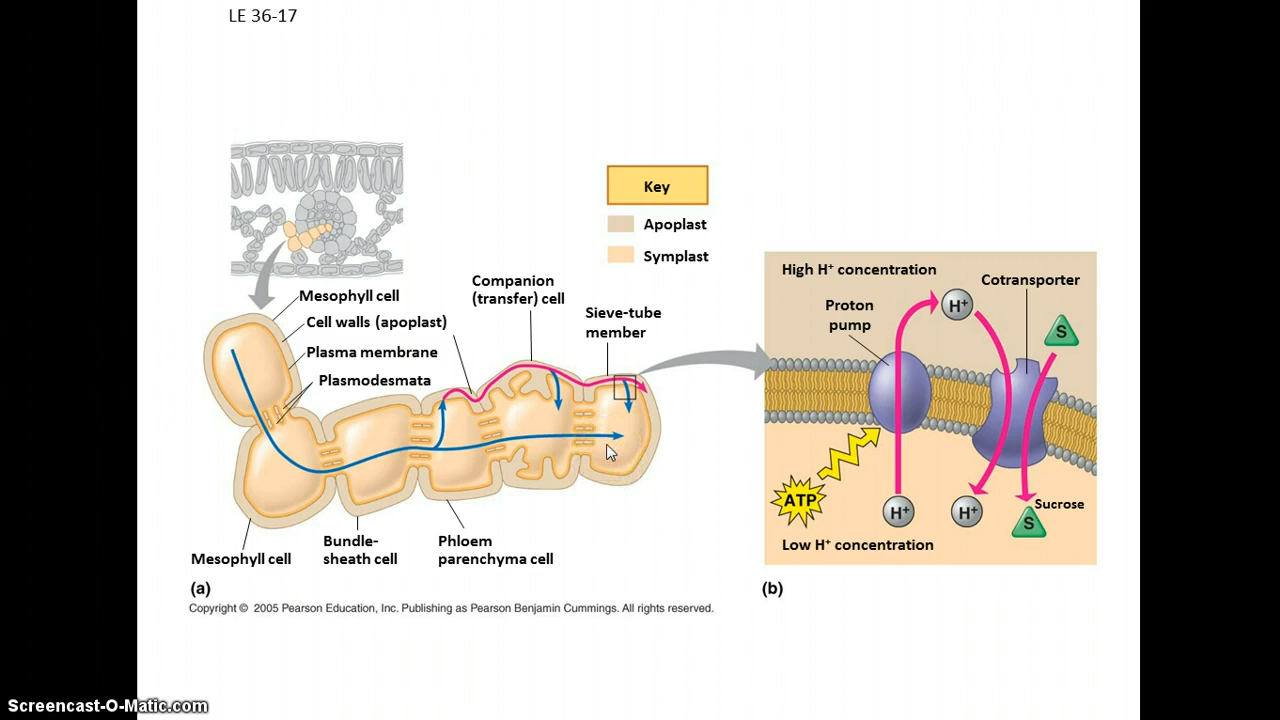 LE 36-17
Key
Apoplast
Symplast
Mesophyll cell
Cell walls (apoplast)
Plasma membrane
Plasmodesmata
Companion
(transfer) cell
Sieve-tube
member
Mesophyll cell
Bundle-
sheath cell
Phloem
parenchyma cell
(a)
High H⁺ concentration
Cotransporter
Proton
pump
H⁺
S
ATP
H⁺
H⁺
Sucrose
S
Low H⁺ concentration
(b)
Copyright © 2005 Pearson Education, Inc. Publishing as Pearson Benjamin Cummings. All rights reserved.
Screencast-O-Matic.com